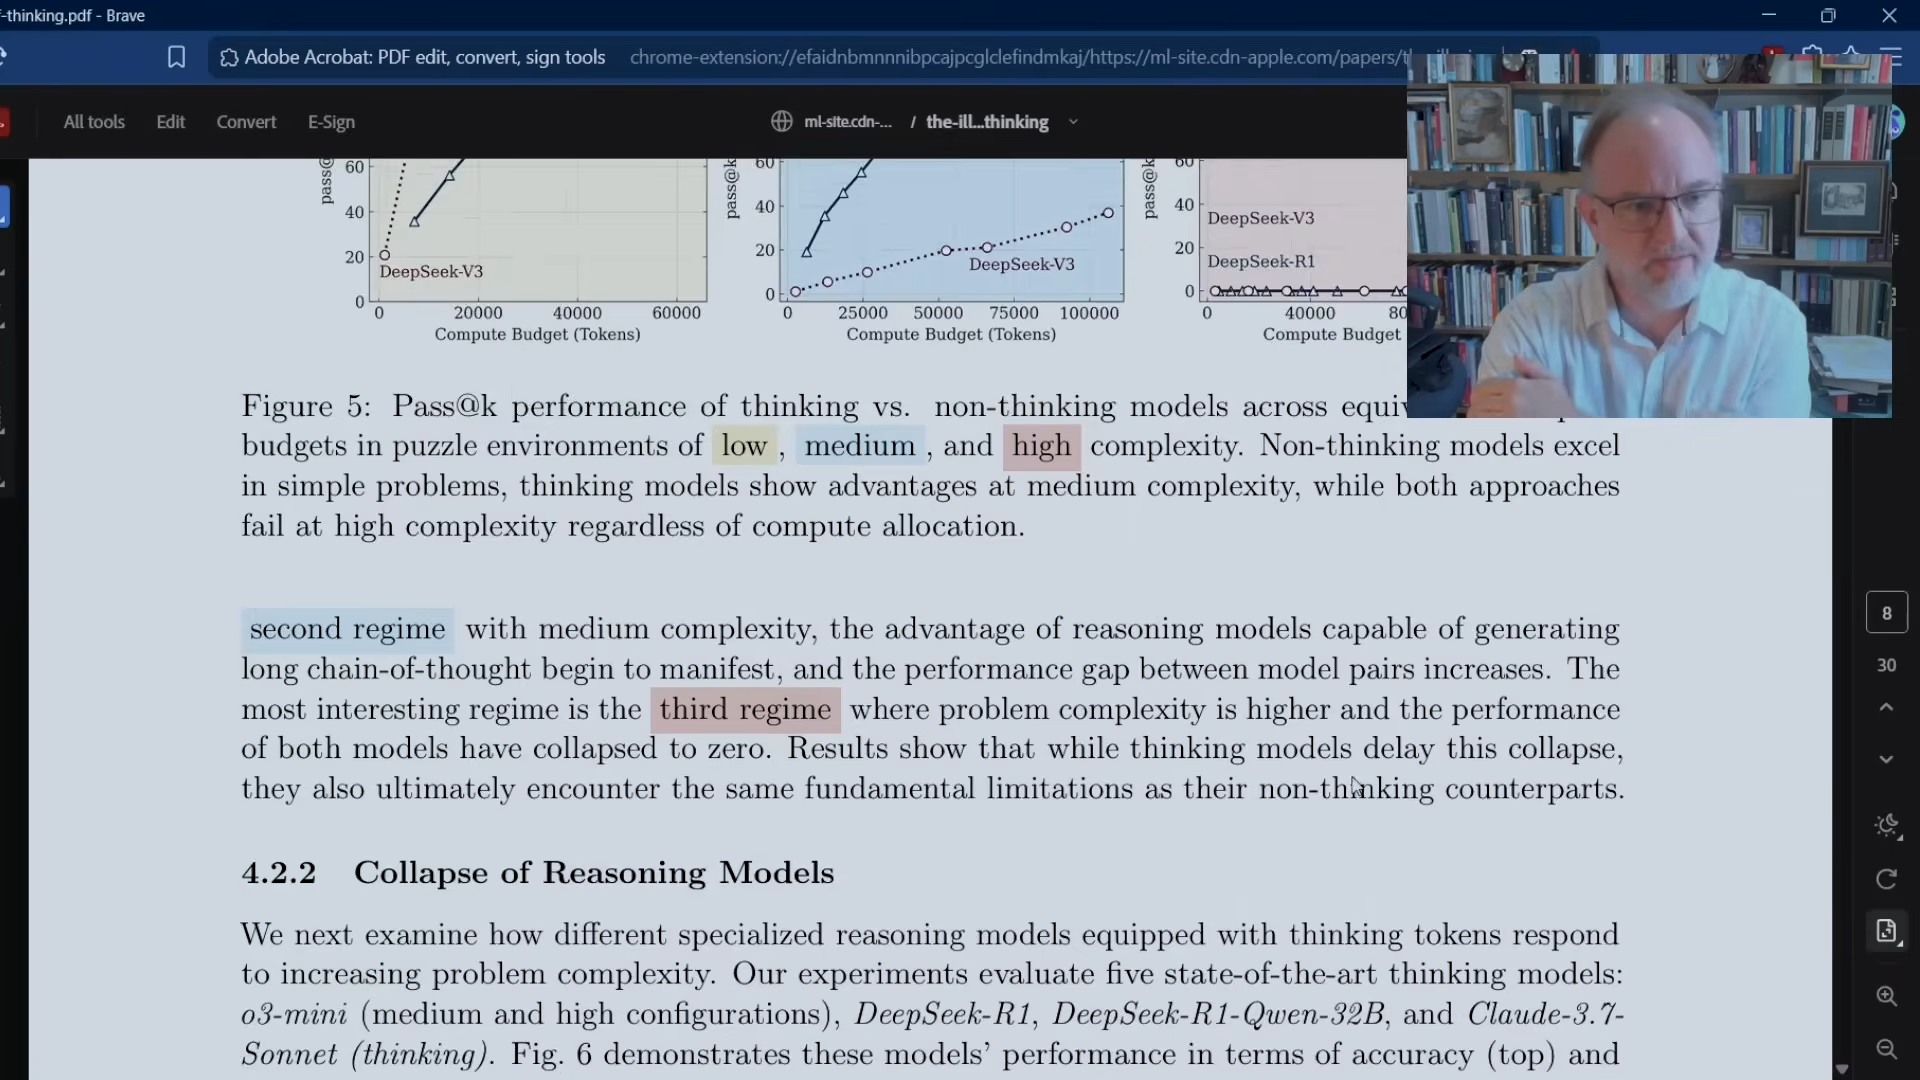 -thinking.pdf - Brave
Adobe Acrobat: PDF edit, convert, sign tools chrome-extension://efaidnbmnnnibpcajpcglclefindmkaj/https://ml-site.cdn-apple.com/papers/
All tools Edit Convert E-Sign ml-site.cdn-... / the-ill...thinking
pass@ 60 40 20 0
DeepSeek-V3
0 20000 40000 60000
Compute Budget (Tokens)
pass@k 60 40 20 0
DeepSeek-V3
0 25000 50000 75000 100000
Compute Budget (Tokens)
pass@k 60 40 20 0
DeepSeek-V3
DeepSeek-R1
0 40000
Compute Budget
Figure 5: Pass@k performance of thinking vs. non-thinking models across
budgets in puzzle environments of low , medium , and high complexity. Non-thinking models excel
in simple problems, thinking models show advantages at medium complexity, while both approaches
fail at high complexity regardless of compute allocation.
second regime with medium complexity, the advantage of reasoning models capable of generating
long chain-of-thought begin to manifest, and the performance gap between model pairs increases. The
most interesting regime is the third regime where problem complexity is higher and the performance
of both models have collapsed to zero. Results show that while thinking models delay this collapse,
they also ultimately encounter the same fundamental limitations as their non-thinking counterparts.
4.2.2 Collapse of Reasoning Models
We next examine how different specialized reasoning models equipped with thinking tokens respond
to increasing problem complexity. Our experiments evaluate five state-of-the-art thinking models:
o3-mini (medium and high configurations), DeepSeek-R1, DeepSeek-R1-Qwen-32B, and Claude-3.7-
Sonnet (thinking). Fig. 6 demonstrates these models' performance in terms of accuracy (top) and
8
30